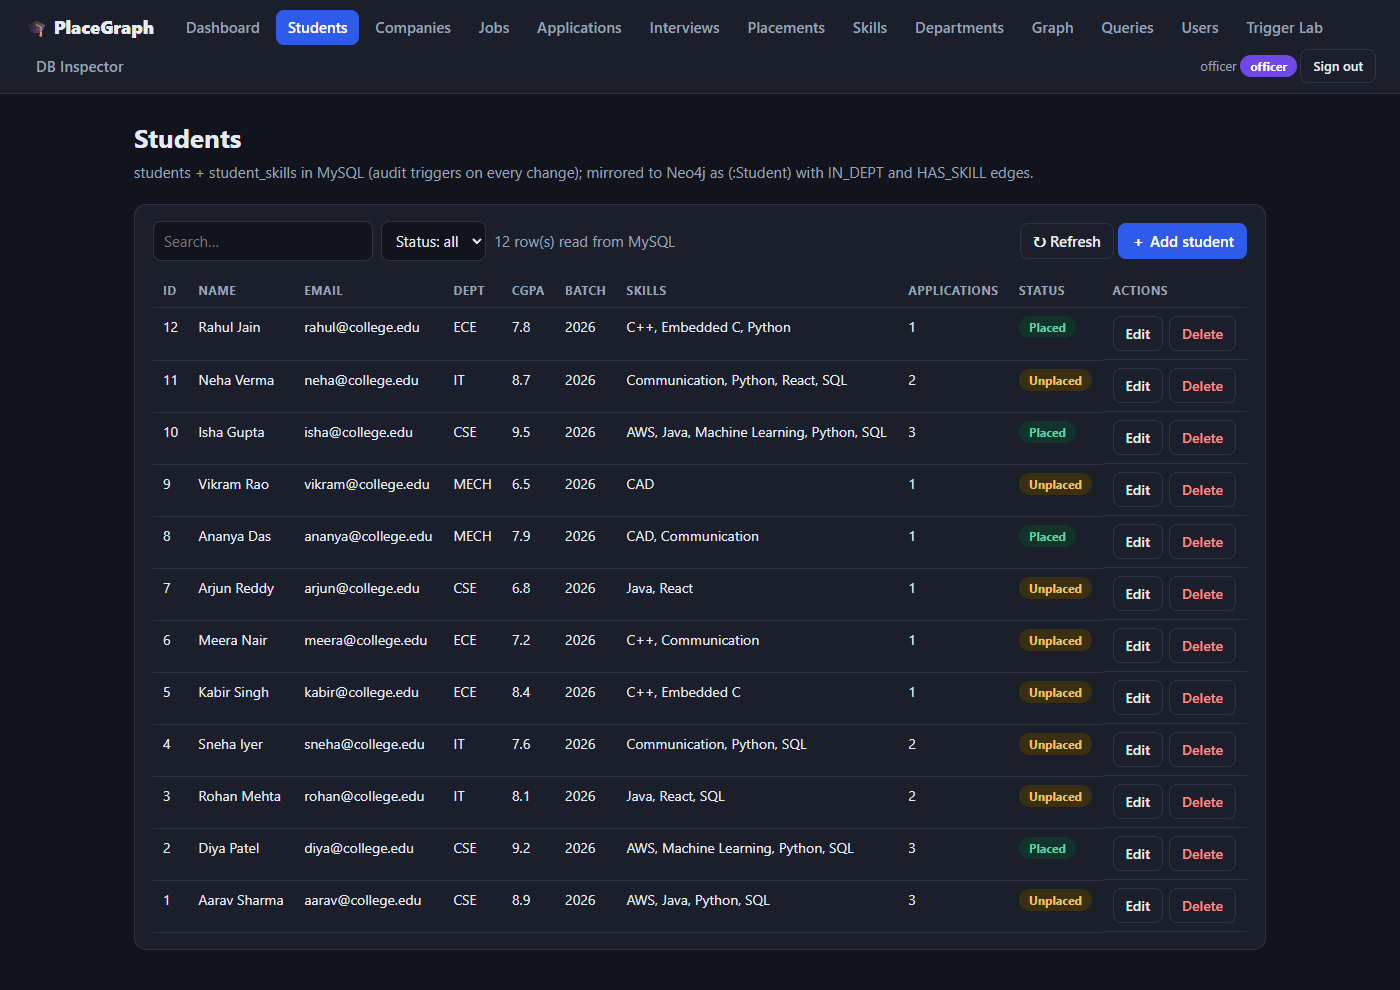 PlaceGraph Dashboard Students Companies Jobs Applications Interviews Placements Skills Departments Graph Queries Users Trigger Lab
DB Inspector officer officer Sign out
Students
students + student_skills in MySQL (audit triggers on every change); mirrored to Neo4j as (:Student) with IN_DEPT and HAS_SKILL edges.
Search... Status: all 12 row(s) read from MySQL ↻ Refresh + Add student
ID NAME EMAIL DEPT CGPA BATCH SKILLS APPLICATIONS STATUS ACTIONS
12 Rahul Jain rahul@college.edu ECE 7.8 2026 C++, Embedded C, Python 1 Placed Edit Delete
11 Neha Verma neha@college.edu IT 8.7 2026 Communication, Python, React, SQL 2 Unplaced Edit Delete
10 Isha Gupta isha@college.edu CSE 9.5 2026 AWS, Java, Machine Learning, Python, SQL 3 Placed Edit Delete
9 Vikram Rao vikram@college.edu MECH 6.5 2026 CAD 1 Unplaced Edit Delete
8 Ananya Das ananya@college.edu MECH 7.9 2026 CAD, Communication 1 Placed Edit Delete
7 Arjun Reddy arjun@college.edu CSE 6.8 2026 Java, React 1 Unplaced Edit Delete
6 Meera Nair meera@college.edu ECE 7.2 2026 C++, Communication 1 Unplaced Edit Delete
5 Kabir Singh kabir@college.edu ECE 8.4 2026 C++, Embedded C 1 Unplaced Edit Delete
4 Sneha Iyer sneha@college.edu IT 7.6 2026 Communication, Python, SQL 2 Unplaced Edit Delete
3 Rohan Mehta rohan@college.edu IT 8.1 2026 Java, React, SQL 2 Unplaced Edit Delete
2 Diya Patel diya@college.edu CSE 9.2 2026 AWS, Machine Learning, Python, SQL 3 Placed Edit Delete
1 Aarav Sharma aarav@college.edu CSE 8.9 2026 AWS, Java, Python, SQL 3 Unplaced Edit Delete